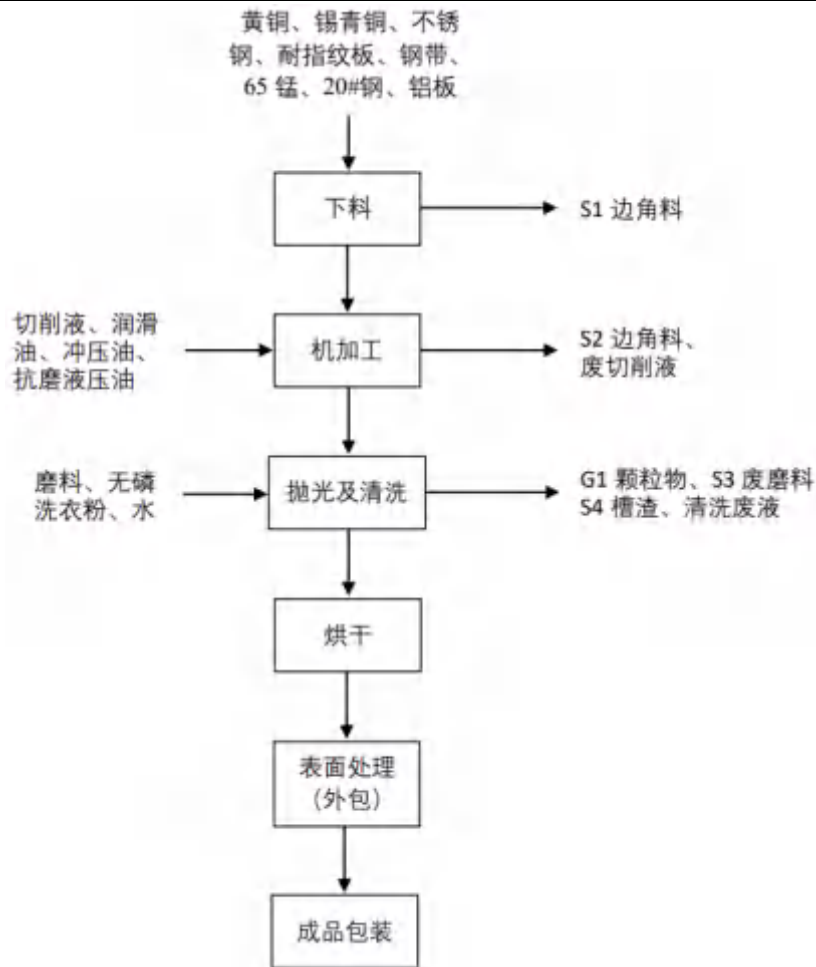 黄铜、锡青铜、不锈
钢、耐指纹板、钢带、
65 锰、20#钢、铝板
下料
S1 边角料
切削液、润滑
油、冲压油、
抗磨液压油
机加工
S2 边角料、
废切削液
磨料、无磷
洗衣粉、水
抛光及清洗
G1 颗粒物、S3 废磨料
S4 槽渣、清洗废液
烘干
表面处理
（外包）
成品包装